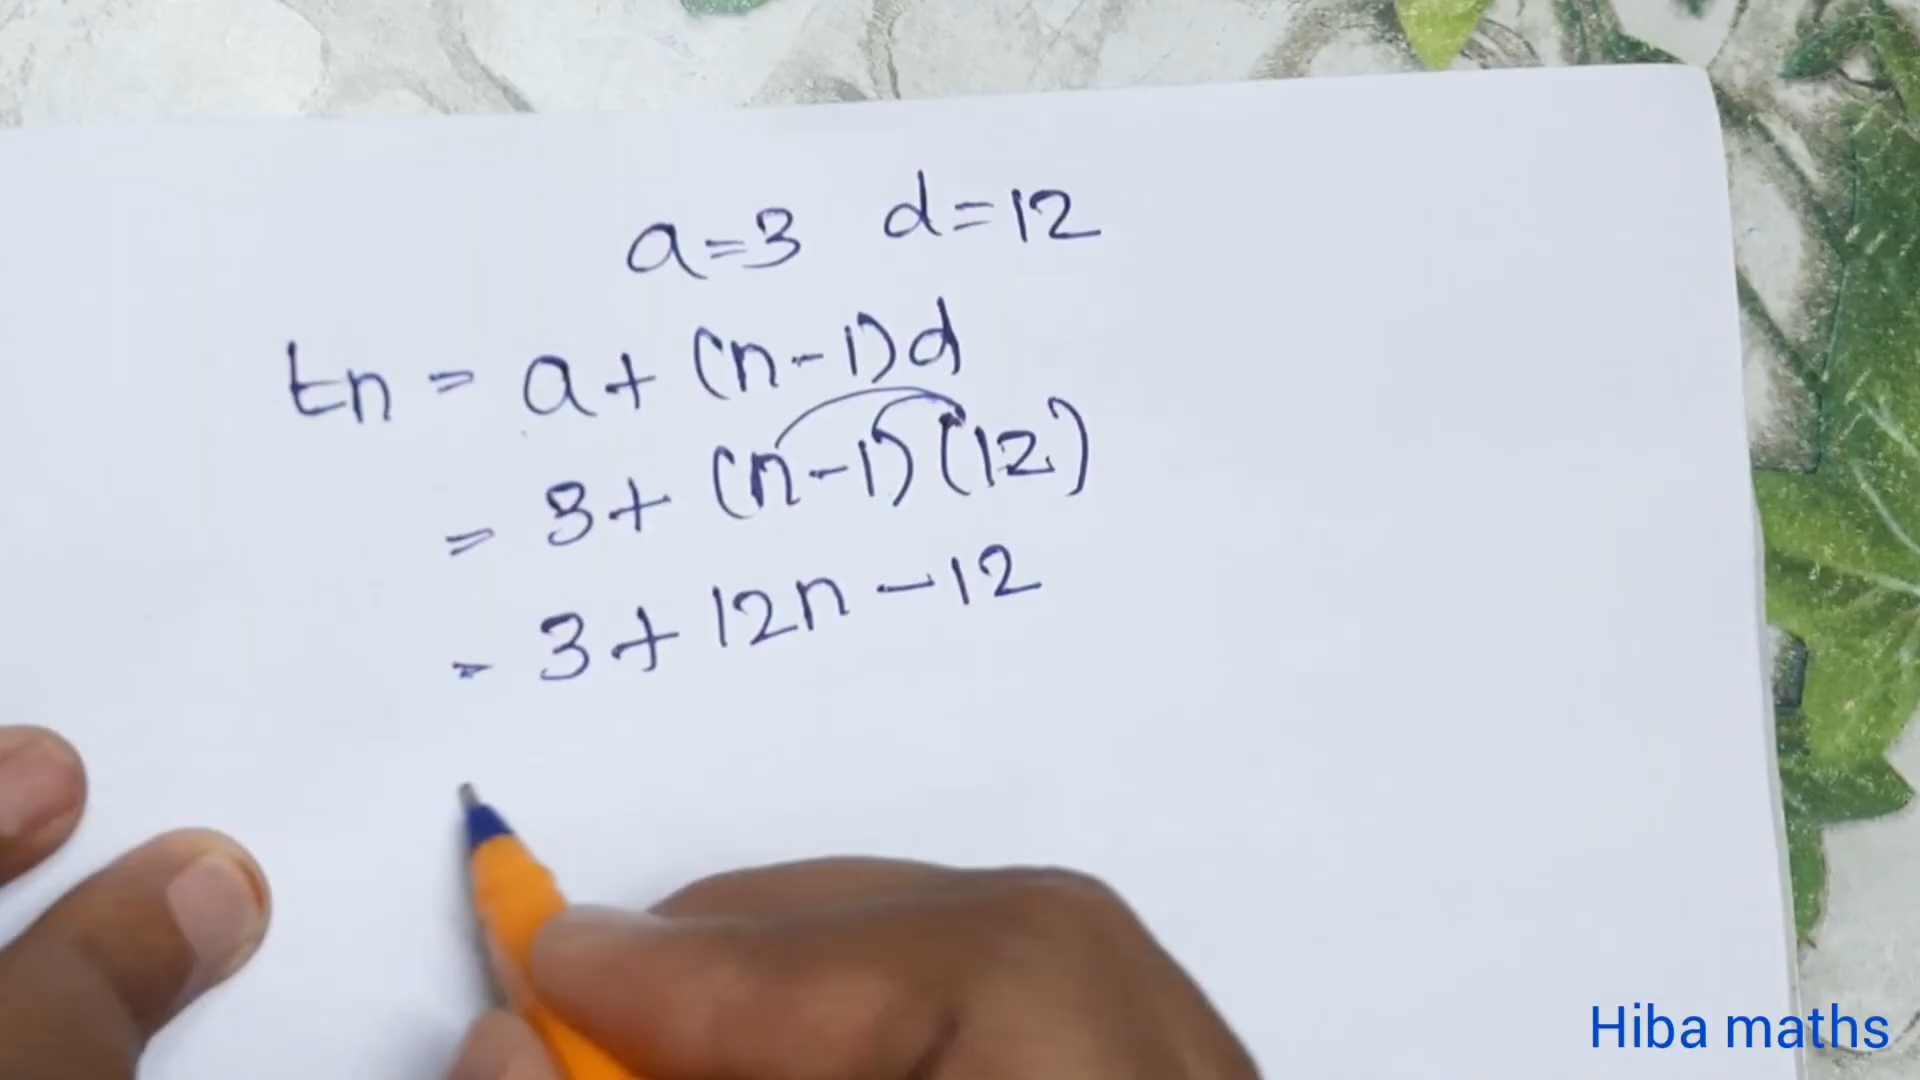 a=3 d=12
tn = a+(n-1)d
= 3+(n-1)(12)
= 3+12n-12
Hiba maths